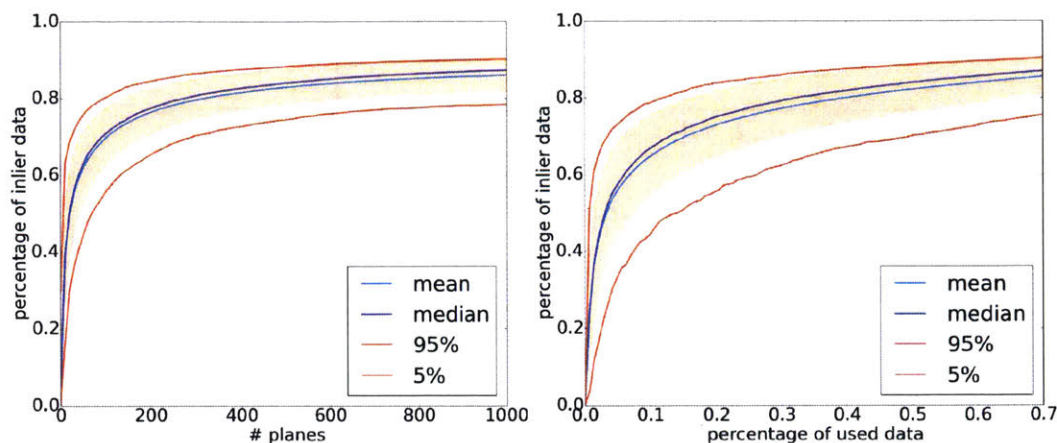 percentage of inlier data
1.0
0.8
0.6
0.4
0.2
0.0
mean
median
95%
5%
0 200 400 600 800 1000
# planes
percentage of inlier data
1.0
0.8
0.6
0.4
0.2
0.0
mean
median
95%
5%
0.0 0.1 0.2 0.3 0.4 0.5 0.6 0.7
percentage of used data